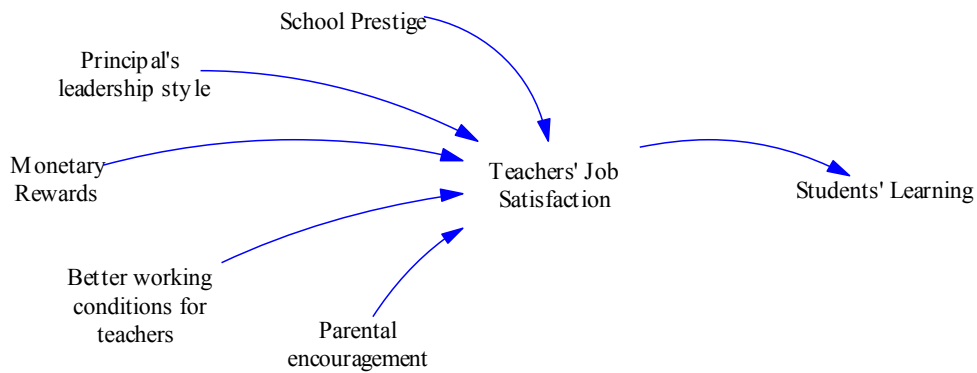 School Prestige
Principal's
leadership style
Monetary
Rewards
Teachers' Job
Satisfaction
Students' Learning
Better working
conditions for
teachers
Parental
encouragement